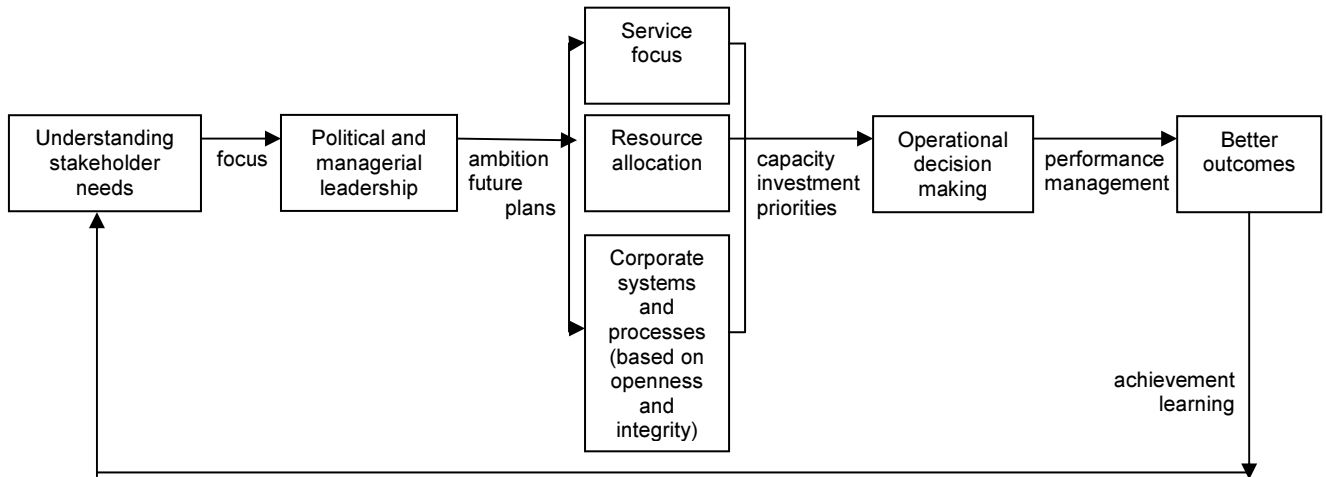 Understanding
stakeholder
needs
focus
Political and
managerial
leadership
ambition
future
plans
Service
focus
Resource
allocation
Corporate
systems
and
processes
(based on
openness
and
integrity)
capacity
investment
priorities
Operational
decision
making
performance
management
Better
outcomes
achievement
learning